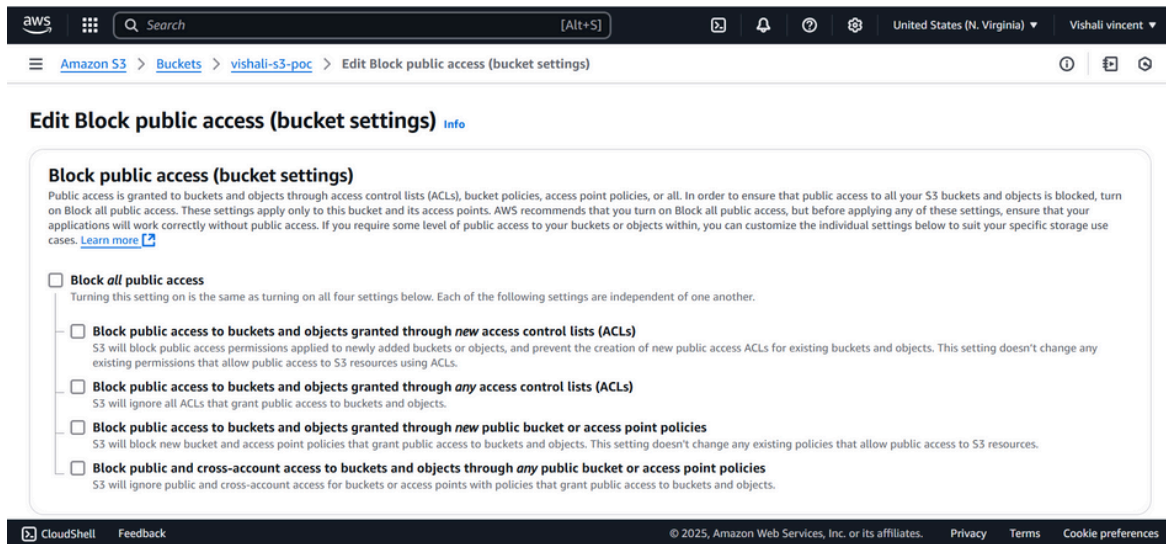 aws
Search [Alt+S] United States (N. Virginia) ▼ Vishali vincent ▼
Amazon S3 > Buckets > vishali-s3-poc > Edit Block public access (bucket settings)
Edit Block public access (bucket settings) Info
Block public access (bucket settings)
Public access is granted to buckets and objects through access control lists (ACLs), bucket policies, access point policies, or all. In order to ensure that public access to all your S3 buckets and objects is blocked, turn
on Block all public access. These settings apply only to this bucket and its access points. AWS recommends that you turn on Block all public access, but before applying any of these settings, ensure that your
applications will work correctly without public access. If you require some level of public access to your buckets or objects within, you can customize the individual settings below to suit your specific storage use
cases. Learn more
Block all public access
Turning this setting on is the same as turning on all four settings below. Each of the following settings are independent of one another.
Block public access to buckets and objects granted through new access control lists (ACLs)
S3 will block public access permissions applied to newly added buckets or objects, and prevent the creation of new public access ACLs for existing buckets and objects. This setting doesn't change any
existing permissions that allow public access to S3 resources using ACLs.
Block public access to buckets and objects granted through any access control lists (ACLs)
S3 will ignore all ACLs that grant public access to buckets and objects.
Block public access to buckets and objects granted through new public bucket or access point policies
S3 will block new bucket and access point policies that grant public access to buckets and objects. This setting doesn't change any existing policies that allow public access to S3 resources.
Block public and cross-account access to buckets and objects through any public bucket or access point policies
S3 will ignore public and cross-account access for buckets or access points with policies that grant public access to buckets and objects.
CloudShell Feedback © 2025, Amazon Web Services, Inc. or its affiliates. Privacy Terms Cookie preferences